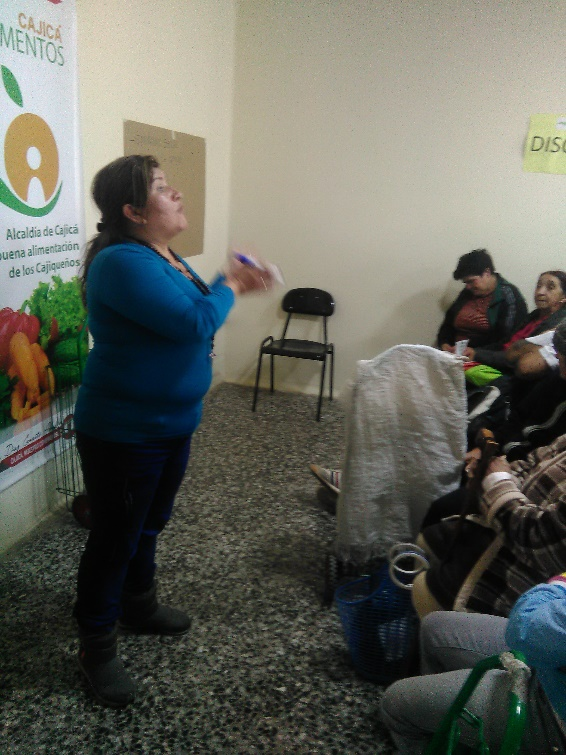 CAJICÁ
MENTOS
Alcaldía de Cajicá
buena alimentación
de los Cajiqueños
DISC